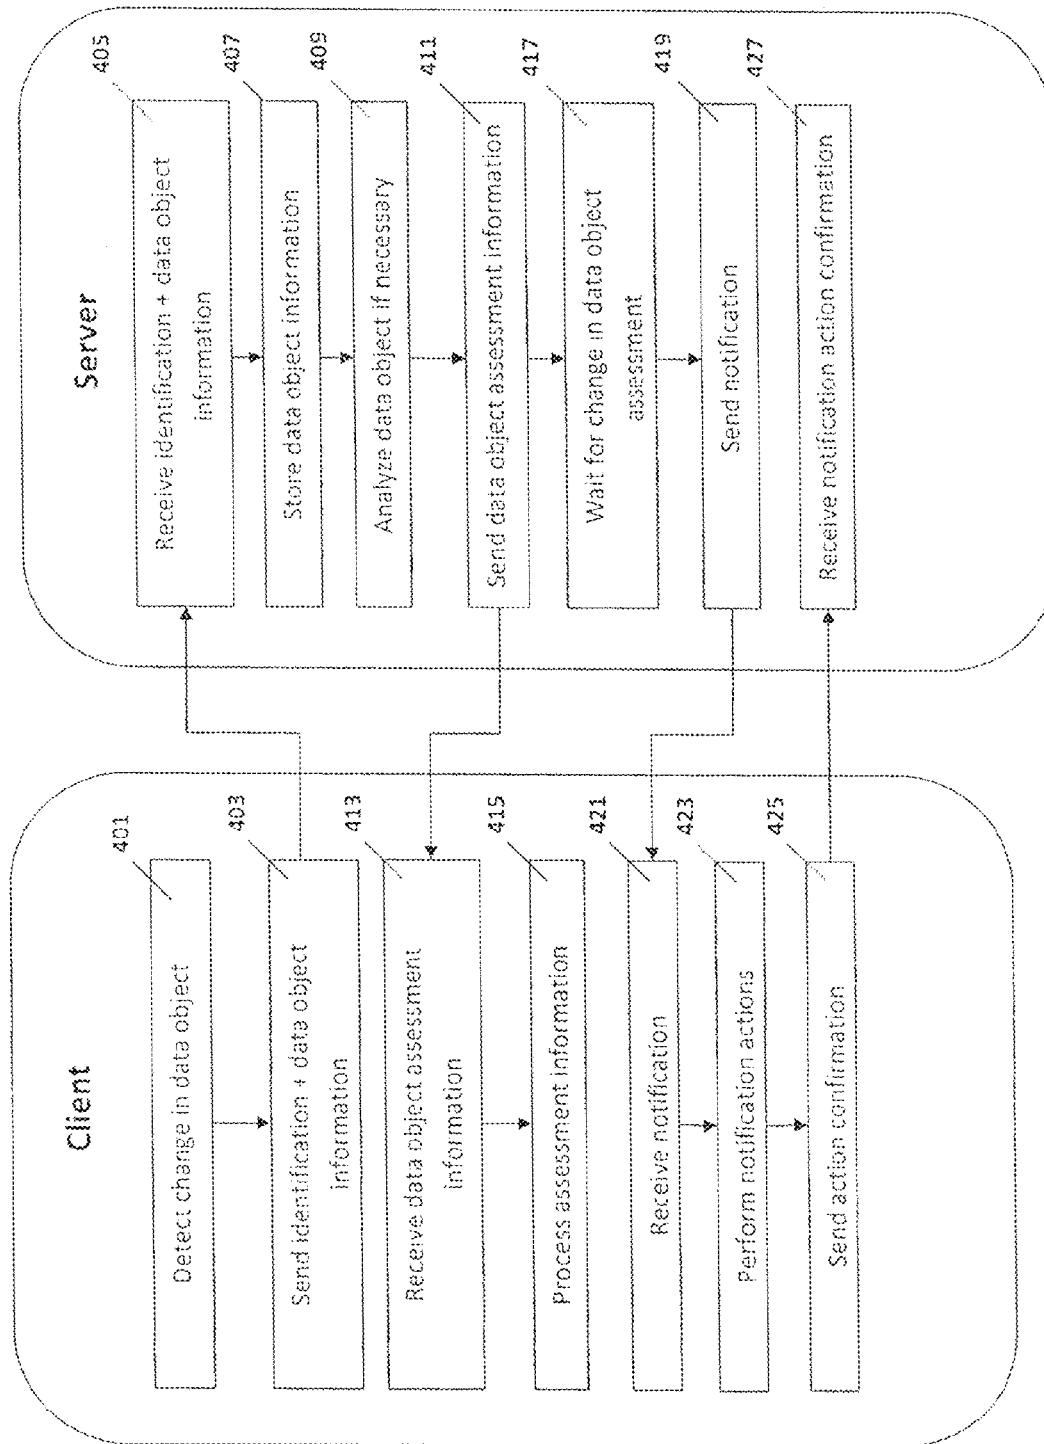 Client
401
Detect change in data object
403
Send identification + data object
information
413
Receive data object assessment
information
415
Process assessment information
421
Receive notification
423
Perform notification actions
425
Send action confirmation
Server
405
Receive identification + data object
information
407
Store data object information
409
Analyze data object if necessary
411
Send data object assessment information
417
Wait for change in data object
assessment
419
Send notification
427
Receive notification action confirmation